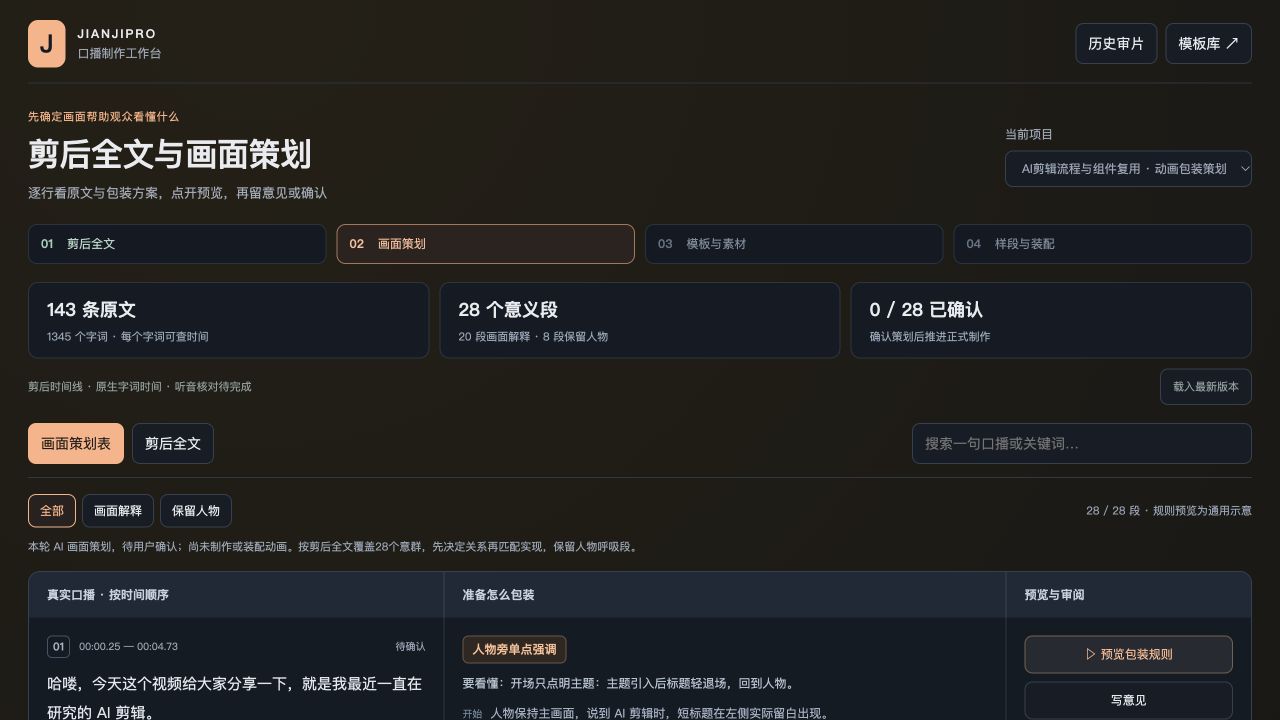 J
JIANJIPRO
口播制作工作台
历史审片
模板库 ↗
先确定画面帮助观众看懂什么
剪后全文与画面策划
逐行看原文与包装方案，点开预览，再留意见或确认
当前项目
AI剪辑流程与组件复用 · 动画包装策划
01 剪后全文
02 画面策划
03 模板与素材
04 样段与装配
143 条原文
1345 个字词 · 每个字词可查时间
28 个意义段
20 段画面解释 · 8 段保留人物
0 / 28 已确认
确认策划后推进正式制作
剪后时间线 · 原生字词时间 · 听音核对待完成
载入最新版本
画面策划表
剪后全文
搜索一句口播或关键词…
全部
画面解释
保留人物
28 / 28 段 · 规则预览为通用示意
本轮 AI 画面策划，待用户确认；尚未制作或装配动画。按剪后全文覆盖28个意群，先决定关系再匹配实现，保留人物呼吸段。
真实口播 · 按时间顺序
准备怎么包装
预览与审阅
01 00:00.25 — 00:04.73
待确认
哈喽，今天这个视频给大家分享一下，就是我最近一直在
研究的 AI 剪辑。
人物旁单点强调
要看懂：开场只点明主题：主题引入后标题轻退场，回到人物。
开始 人物保持主画面，说到 AI 剪辑时，短标题在左侧实际留白出现。
▷ 预览包装规则
写意见